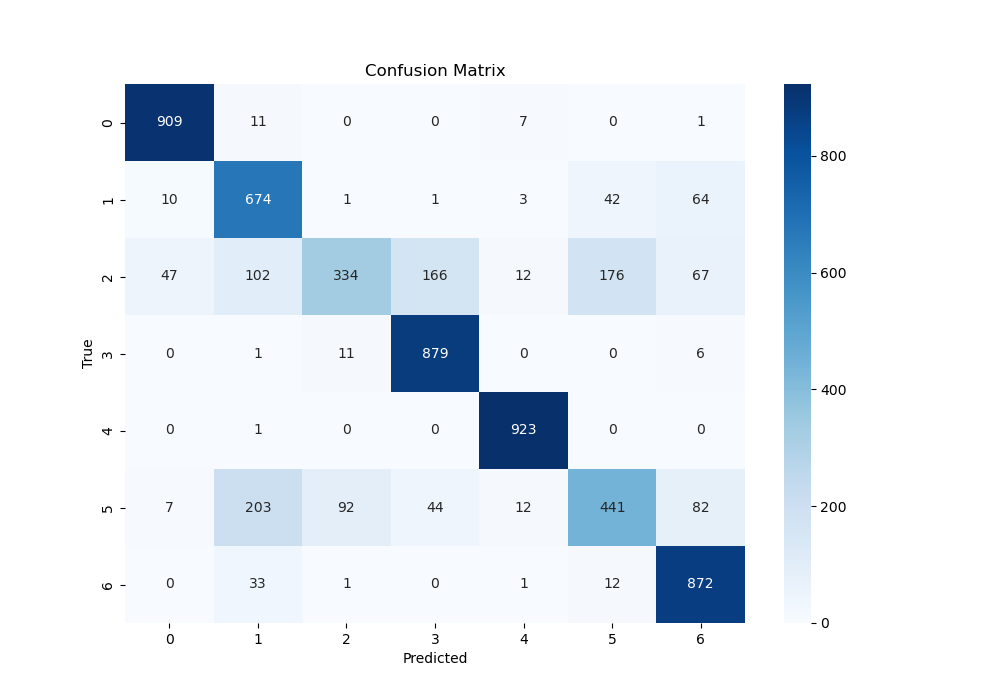 Confusion Matrix
0 909 11 0 0 7 0 1
1 10 674 1 1 3 42 64
2 47 102 334 166 12 176 67
3 0 1 11 879 0 0 6
4 0 1 0 0 923 0 0
5 7 203 92 44 12 441 82
6 0 33 1 0 1 12 872
0 1 2 3 4 5 6
True
Predicted
800
600
400
200
0